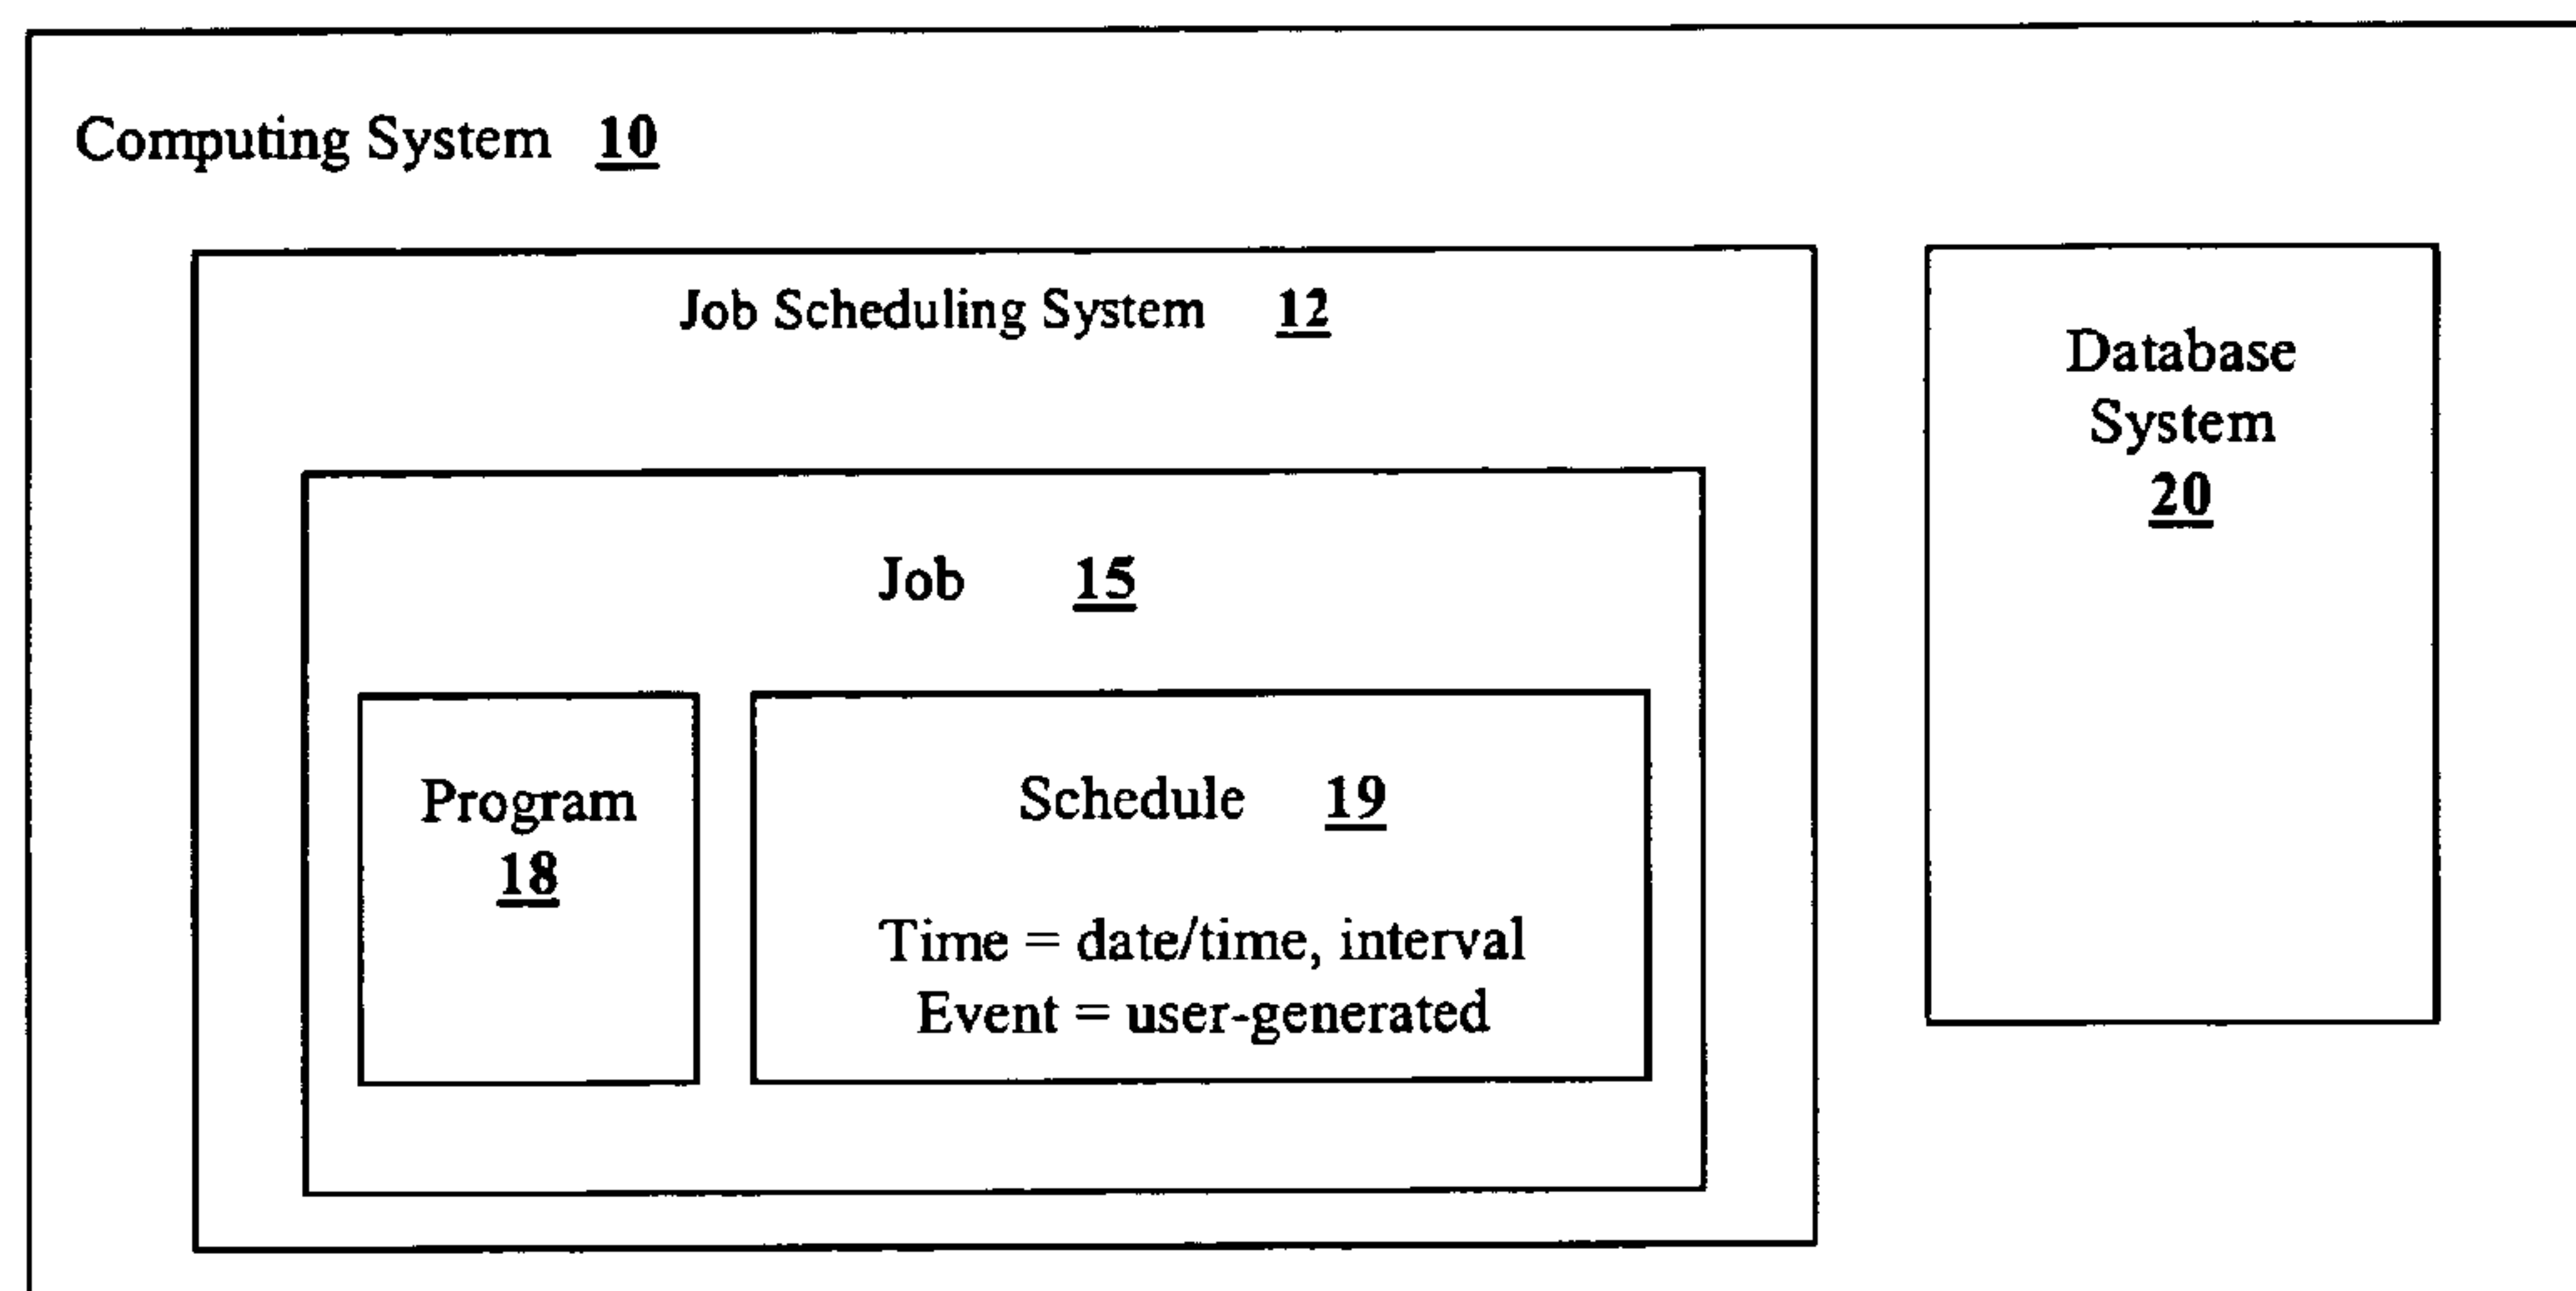 Computing System 10
Job Scheduling System 12
Database
System
20
Job 15
Program
18
Schedule 19
Time = date/time, interval
Event = user-generated